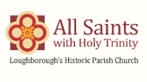 All Saints
with Holy Trinity
Loughborough's Historic Parish Church